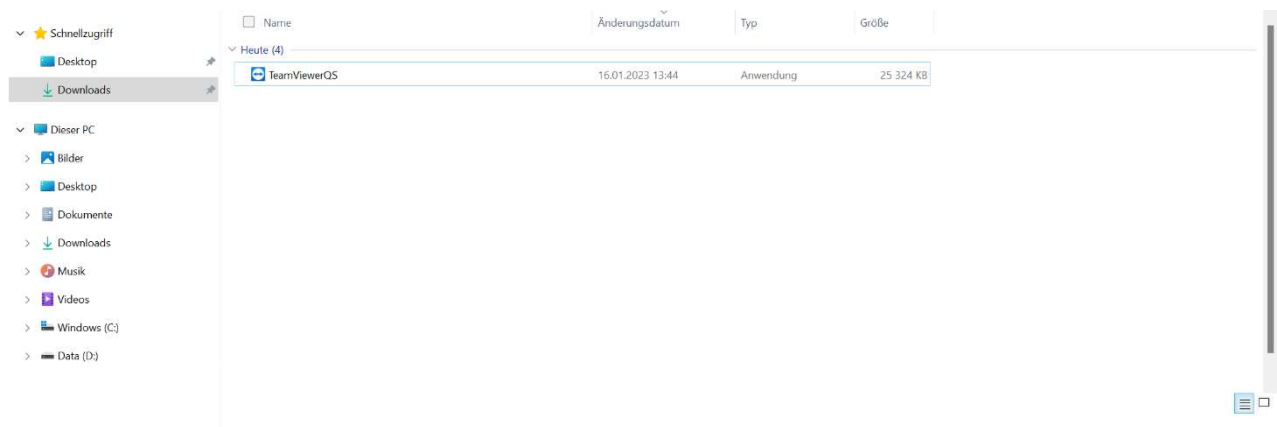 Schnellzugriff
Desktop
Downloads
Dieser PC
Bilder
Desktop
Dokumente
Downloads
Musik
Videos
Windows (C:)
Data (D:)
Name Änderungsdatum Typ Größe
Heute (4)
TeamViewerQS 16.01.2023 13:44 Anwendung 25 324 KB